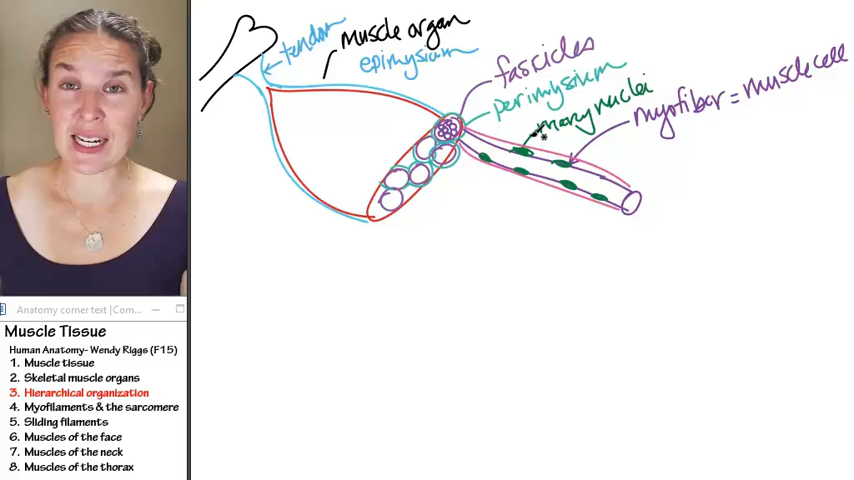 tendon
muscle organ
epimysium
fascicles
perimysium
many nuclei
myofibar = muscle cell
Anatomy corner text [Com...
Muscle Tissue
Human Anatomy- Wendy Riggs (F15)
1. Muscle tissue
2. Skeletal muscle organs
3. Hierarchical organization
4. Myofilaments & the sarcomere
5. Sliding filaments
6. Muscles of the face
7. Muscles of the neck
8. Muscles of the thorax